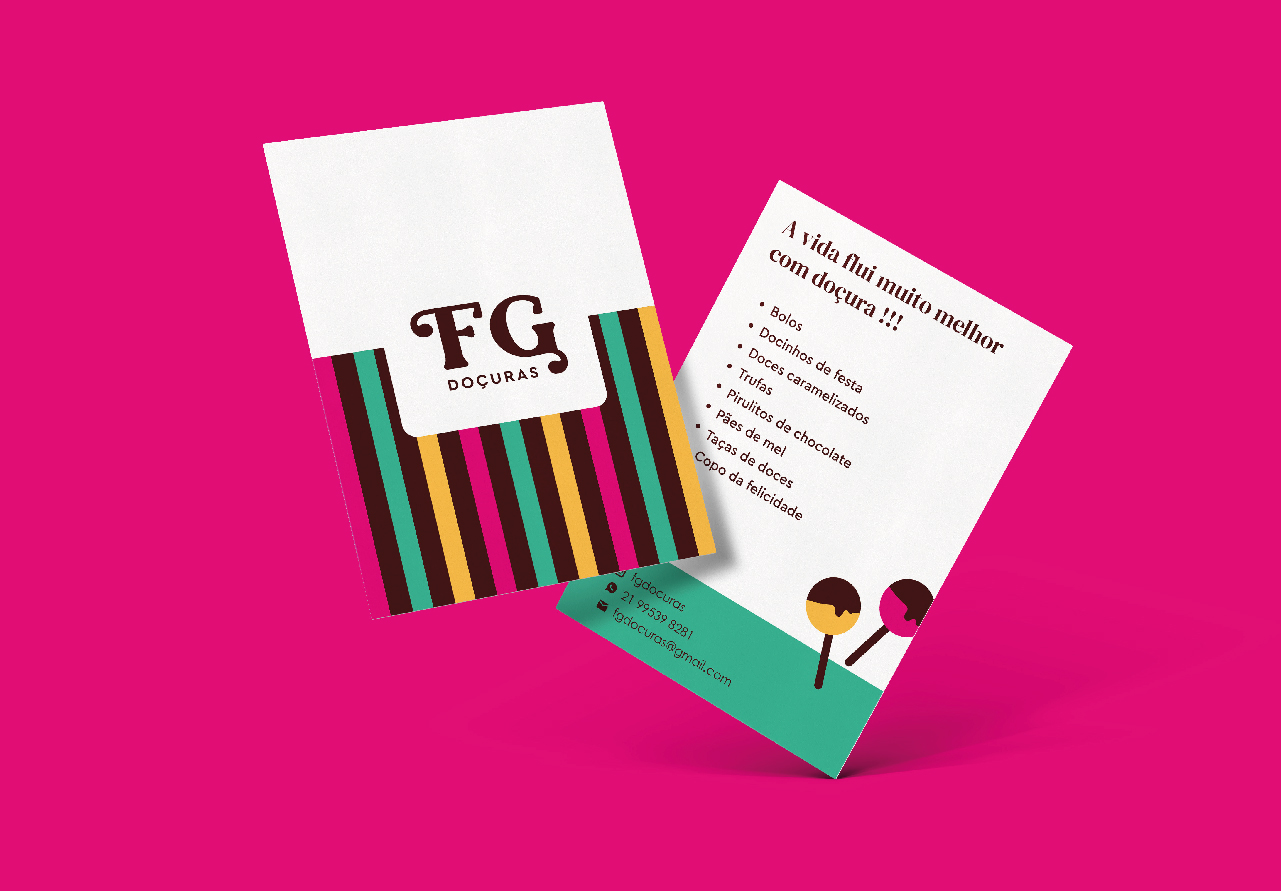 FG
DOÇURAS
A vida flui muito melhor
com doçura !!!
• Bolos
• Docinhos de festa
• Doces caramelizados
• Trufas
• Pirulitos de chocolate
• Pães de mel
• Taças de doces
Copo da felicidade
fgdocuras
21 99539 8281
fgdocuras@gmail.com